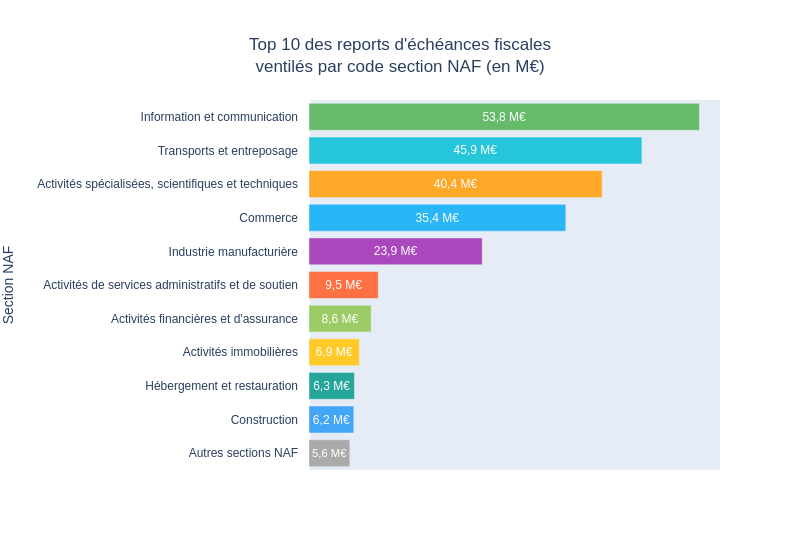 Top 10 des reports d'échéances fiscales
ventilés par code section NAF (en M€)
Section NAF
Information et communication 53,8 M€
Transports et entreposage 45,9 M€
Activités spécialisées, scientifiques et techniques 40,4 M€
Commerce 35,4 M€
Industrie manufacturière 23,9 M€
Activités de services administratifs et de soutien 9,5 M€
Activités financières et d'assurance 8,6 M€
Activités immobilières 6,9 M€
Hébergement et restauration 6,3 M€
Construction 6,2 M€
Autres sections NAF 5,6 M€